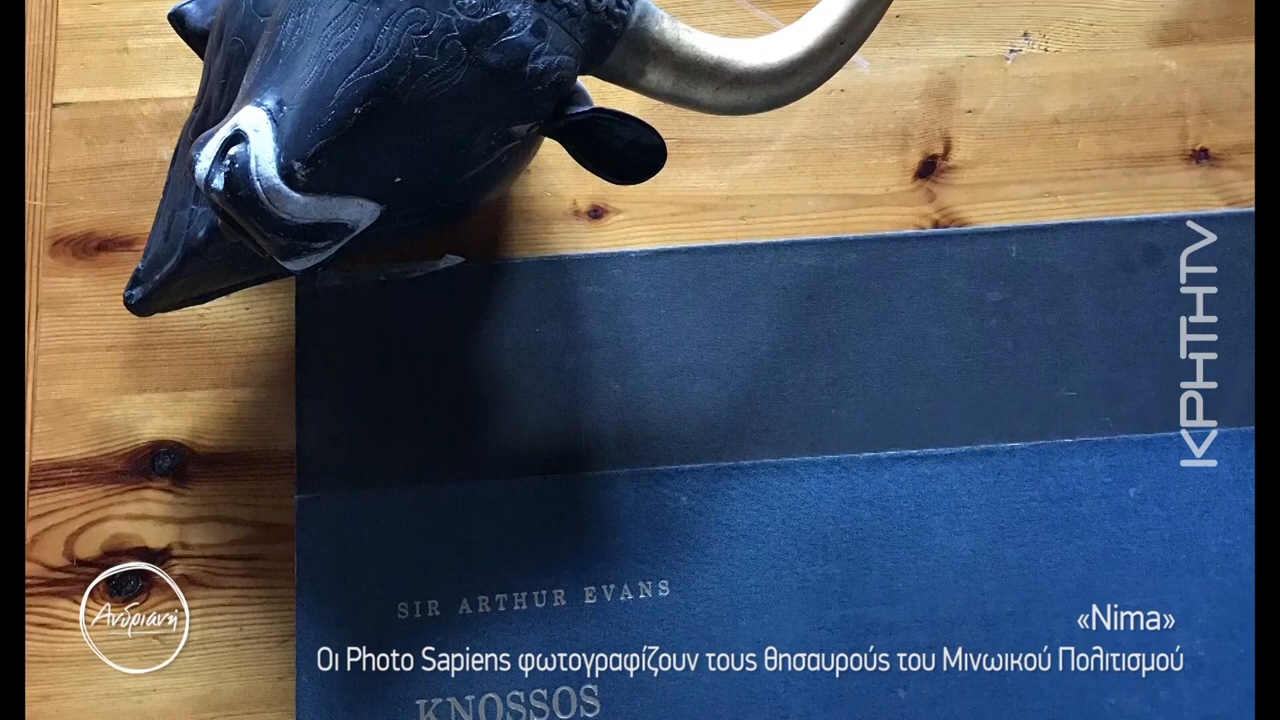 ΚΡΗΤΗTV
SIR ARTHUR EVANS
Ανδριανή
«Nima»
Οι Photo Sapiens φωτογραφίζουν τους θησαυρούς του Μινωικού Πολιτισμού
KNOSSOS